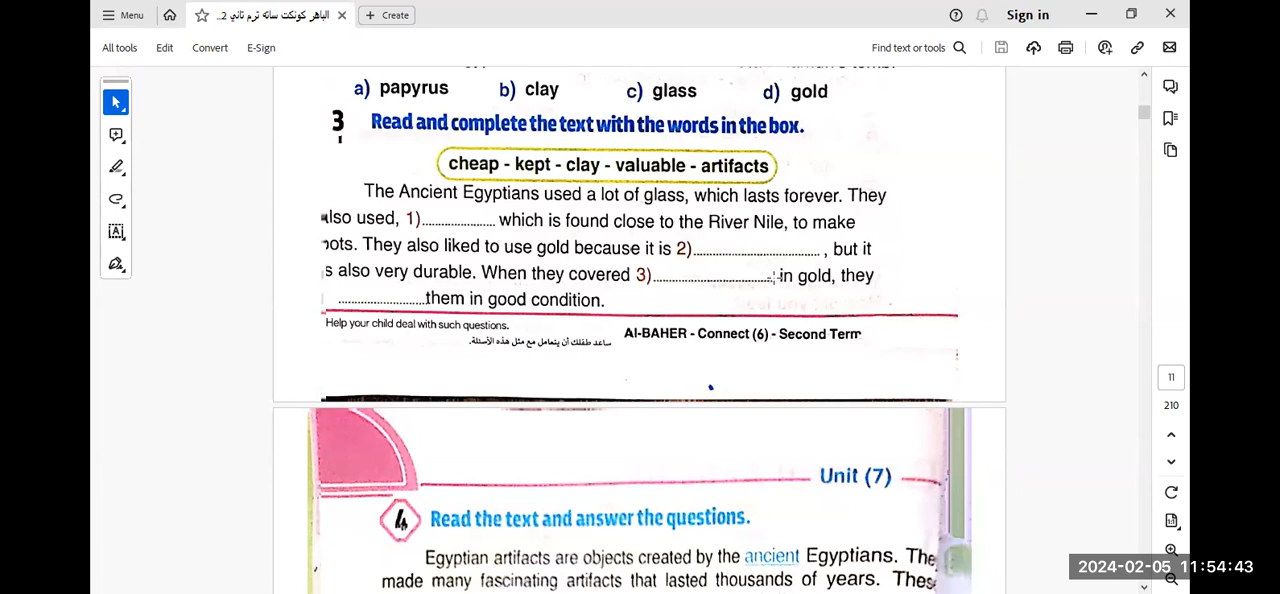 Menu
الباهر كونكت ساته ترم تاني 2...
Create
Sign in
All tools
Edit
Convert
E-Sign
Find text or tools
a) papyrus b) clay c) glass d) gold
3 Read and complete the text with the words in the box.
cheap - kept - clay - valuable - artifacts
The Ancient Egyptians used a lot of glass, which lasts forever. They
also used, 1)..................... which is found close to the River Nile, to make
pots. They also liked to use gold because it is 2)..................................... , but it
is also very durable. When they covered 3)................................... in gold, they
.........................them in good condition.
Help your child deal with such questions.
ساعد طفلك أن يتعامل مع مثل هذه الأسئلة.
Al-BAHER - Connect (6) - Second Term
11
210
Unit (7)
4 Read the text and answer the questions.
Egyptian artifacts are objects created by the ancient Egyptians. The
made many fascinating artifacts that lasted thousands of years. Thes
2024-02-05 11:54:43